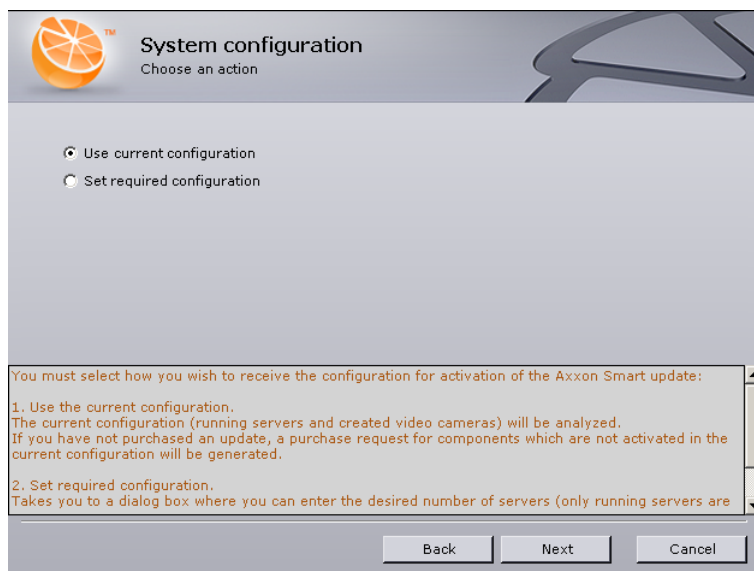 TM
System configuration
Choose an action
Use current configuration
Set required configuration
You must select how you wish to receive the configuration for activation of the Axxon Smart update:
1. Use the current configuration.
The current configuration (running servers and created video cameras) will be analyzed.
If you have not purchased an update, a purchase request for components which are not activated in the
current configuration will be generated.
2. Set required configuration.
Takes you to a dialog box where you can enter the desired number of servers (only running servers are
Back Next Cancel